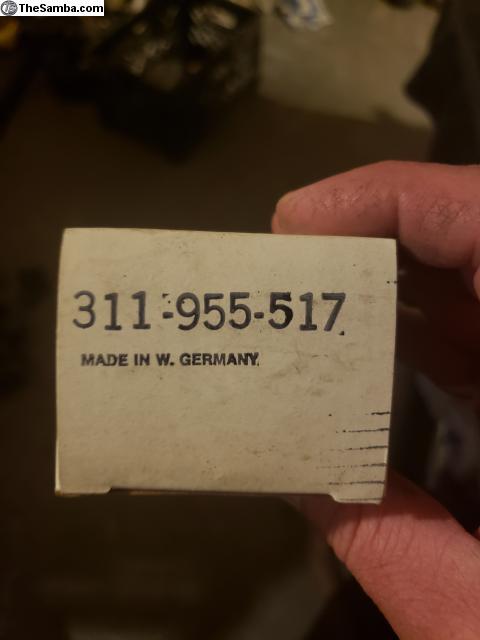 TheSamba.com
311-955-517
MADE IN W. GERMANY